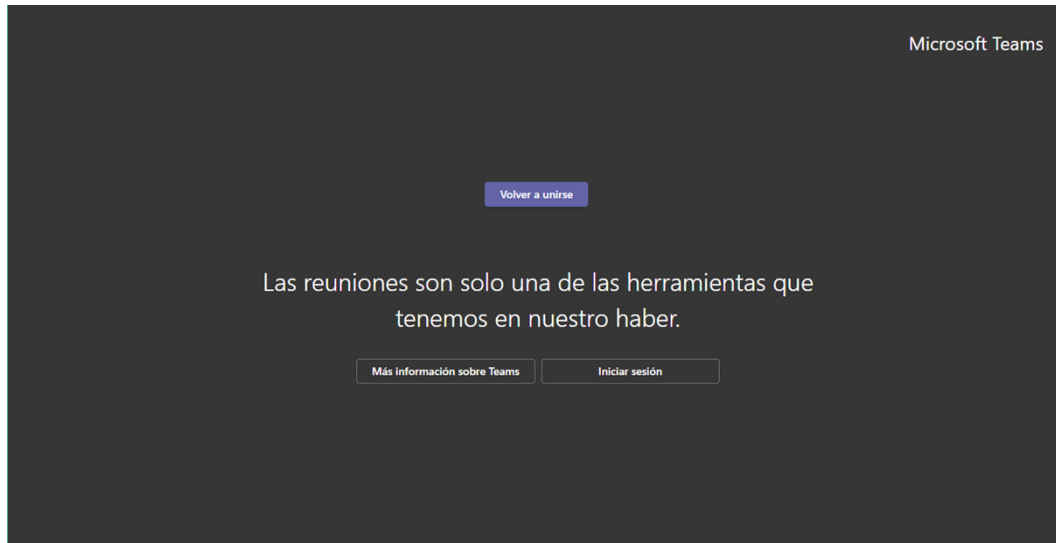 Microsoft Teams
Volver a unirse
Las reuniones son solo una de las herramientas que
tenemos en nuestro haber.
Más información sobre Teams
Iniciar sesión